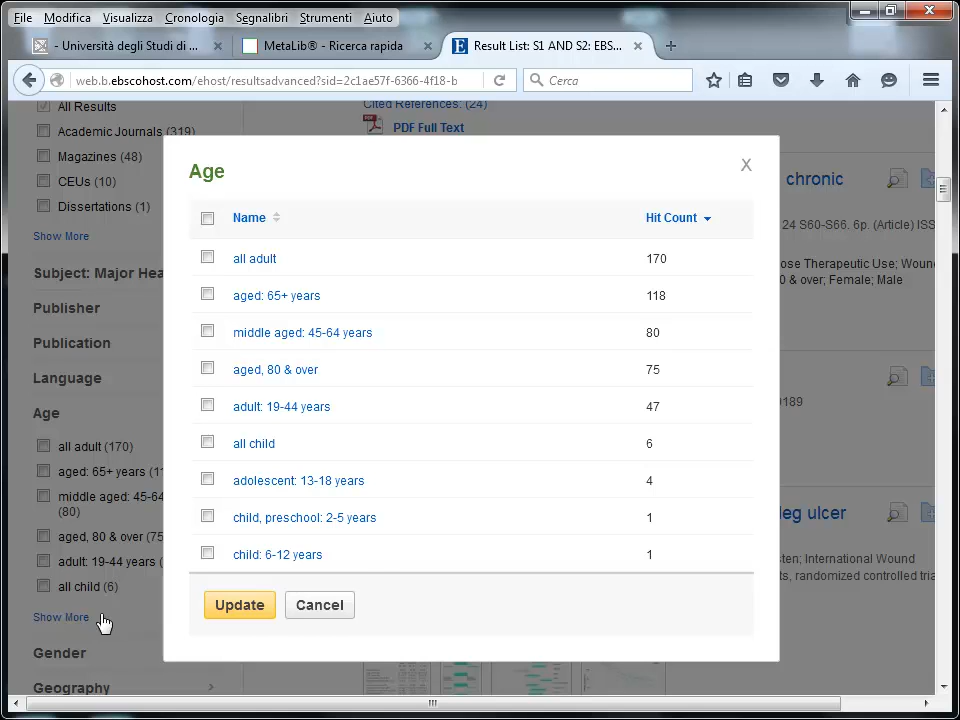 File Modifica Visualizza Cronologia Segnalibri Strumenti Aiuto
- Università degli Studi di ... MetaLib® - Ricerca rapida Result List: S1 AND S2: EBS...
web.b.ebscohost.com/ehost/resultsadvanced?sid=2c1ae57f-6366-4f18-b Cerca
All Results
Academic Journals (319)
Magazines (48)
CEUs (10)
Dissertations (1)
Show More
Subject: Major Hea
Publisher
Publication
Language
Age
all adult (170)
aged: 65+ years (11
middle aged: 45-64
(80)
aged, 80 & over (75
adult: 19-44 years (
all child (6)
Show More
Gender
Geography
Cited References: (24)
PDF Full Text
Age X
Name Hit Count
all adult 170
aged: 65+ years 118
middle aged: 45-64 years 80
aged, 80 & over 75
adult: 19-44 years 47
all child 6
adolescent: 13-18 years 4
child, preschool: 2-5 years 1
child: 6-12 years 1
Update Cancel
chronic
24 S60-S66. 6p. (Article) ISS
ose Therapeutic Use; Woun
0 & over; Female; Male
0189
leg ulcer
sten; International Wound
ts, randomized controlled tria